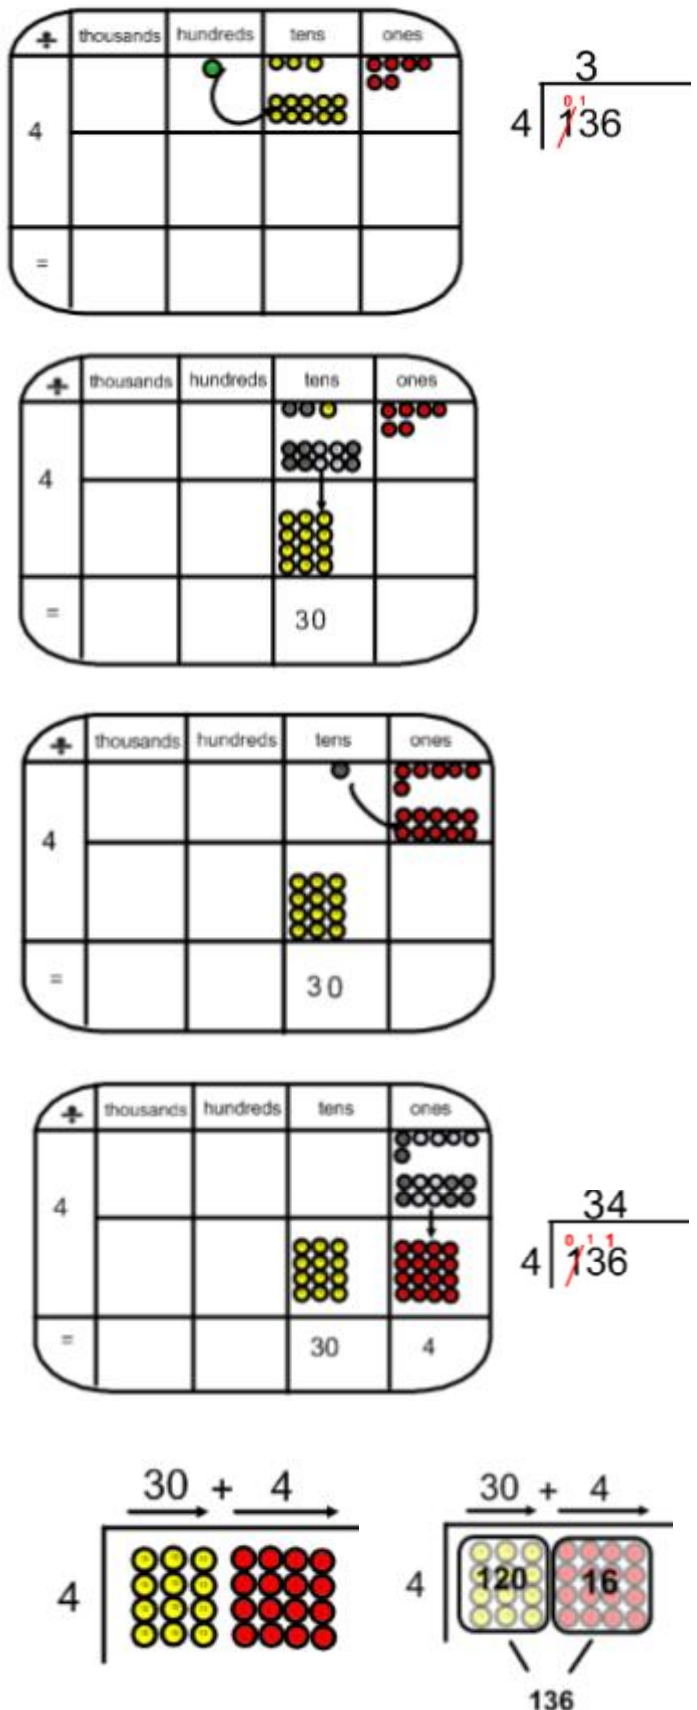 ÷ thousands hundreds tens ones
4
=
3
0 1
4 136
÷ thousands hundreds tens ones
4
= 30
÷ thousands hundreds tens ones
4
= 30
÷ thousands hundreds tens ones
4
= 30 4
34
0 1 1
4 136
30 + 4
4
30 + 4
4 120 16
136